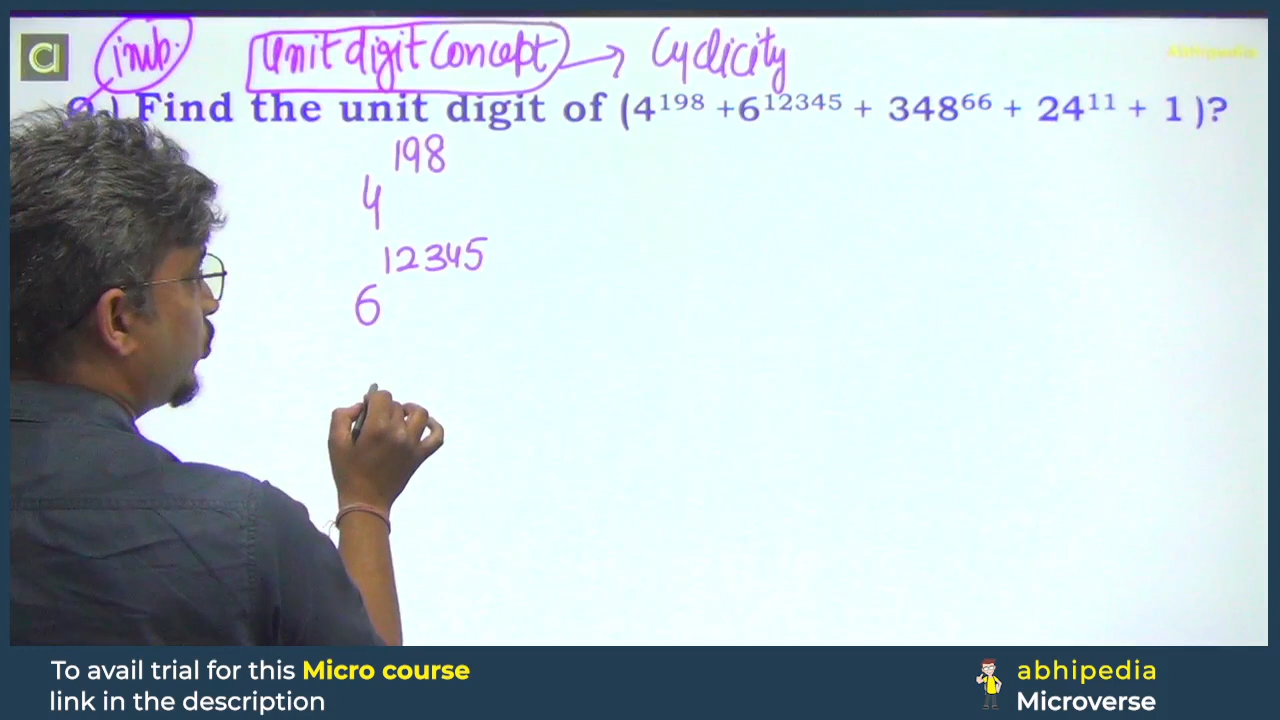 imp. Unit digit Concept → Cyclicity
abhipedia
Q.) Find the unit digit of (4¹⁹⁸ +6¹²³⁴⁵ + 348⁶⁶ + 24¹¹ + 1 )?
4¹⁹⁸
6¹²³⁴⁵
To avail trial for this Micro course
link in the description
abhipedia
Microverse